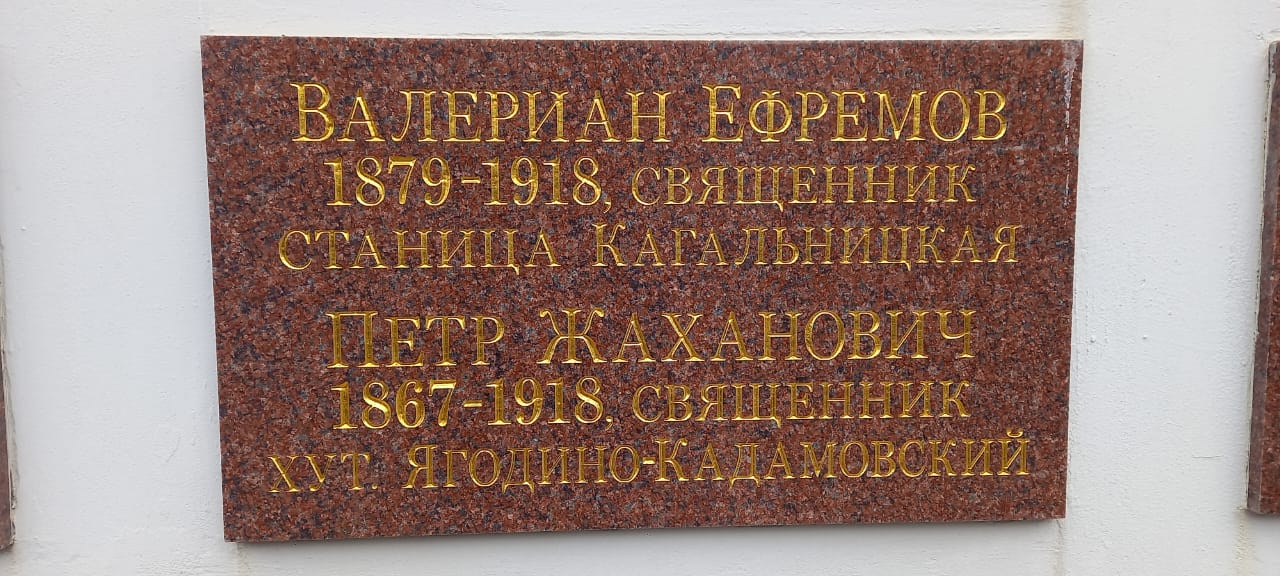 Валериан Ефремов
1879-1918, священник
станица Кагальницкая
Петр Жаханович
1867-1918, священник
хут. Ягодино-Кадамовский